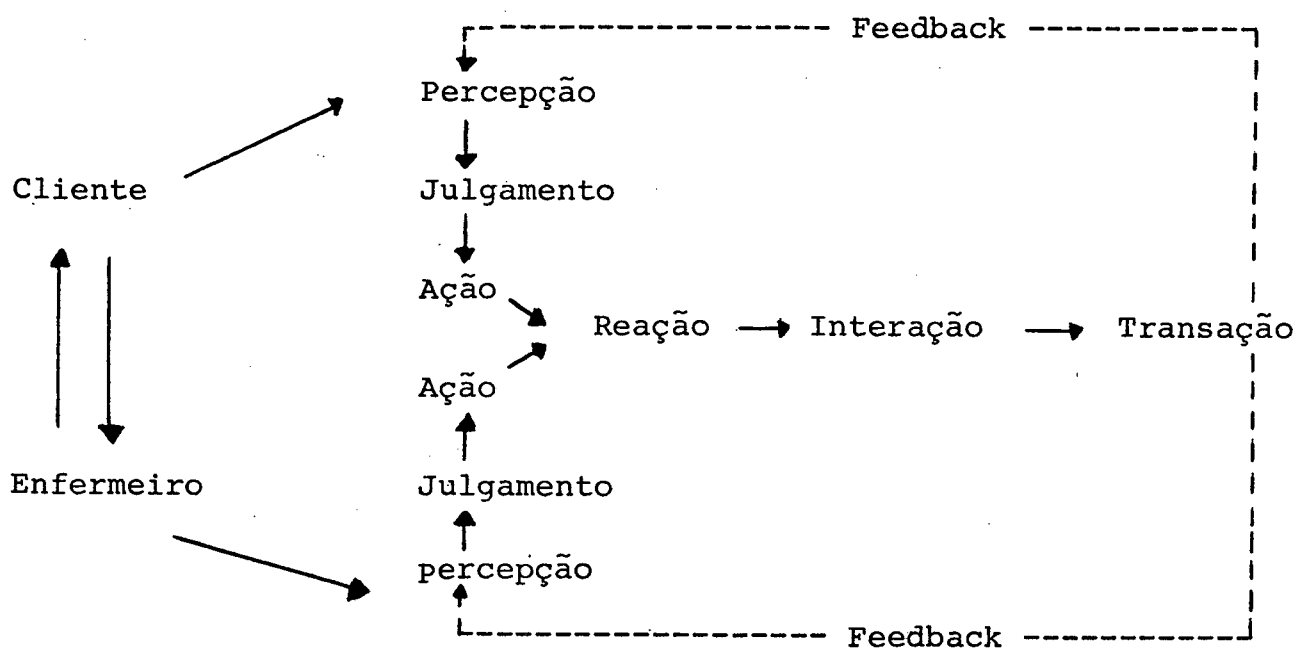 Feedback
Percepção
Cliente
Julgamento
Ação
Reação
Interação
Transação
Ação
Enfermeiro
Julgamento
percepção
Feedback